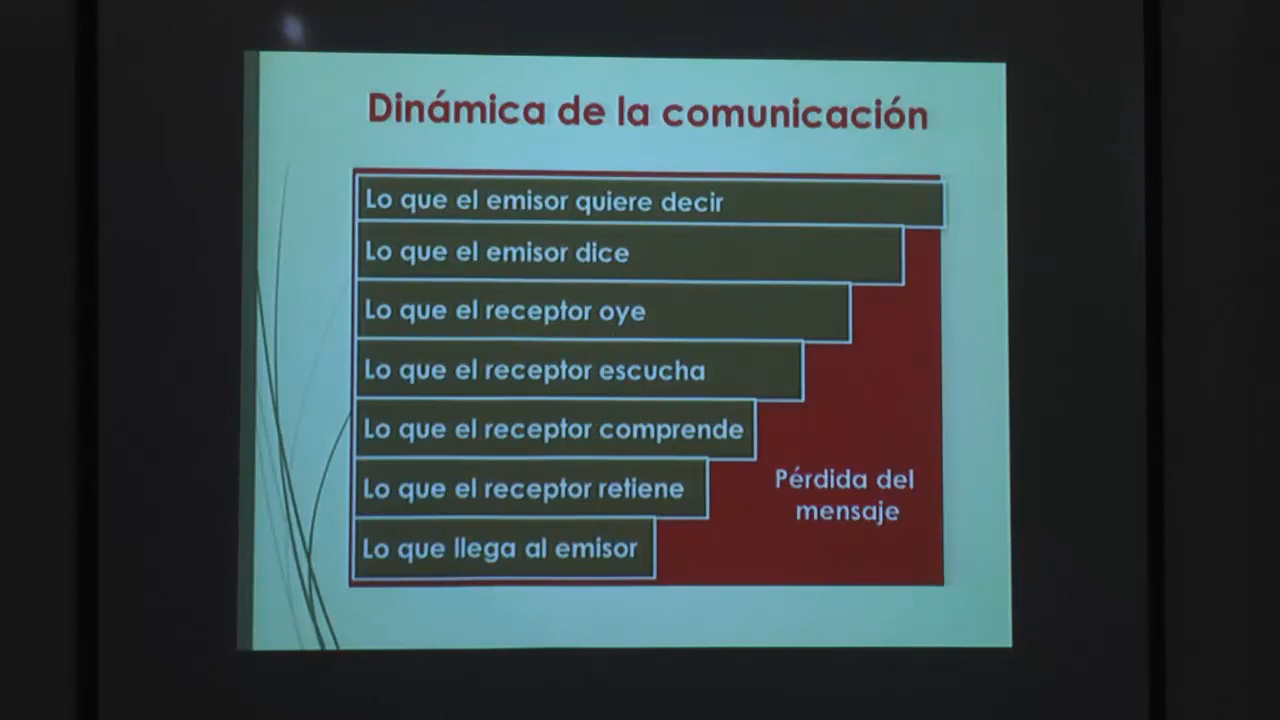 Dinámica de la comunicación
Lo que el emisor quiere decir
Lo que el emisor dice
Lo que el receptor oye
Lo que el receptor escucha
Lo que el receptor comprende
Lo que el receptor retiene
Lo que llega al emisor
Pérdida del
mensaje